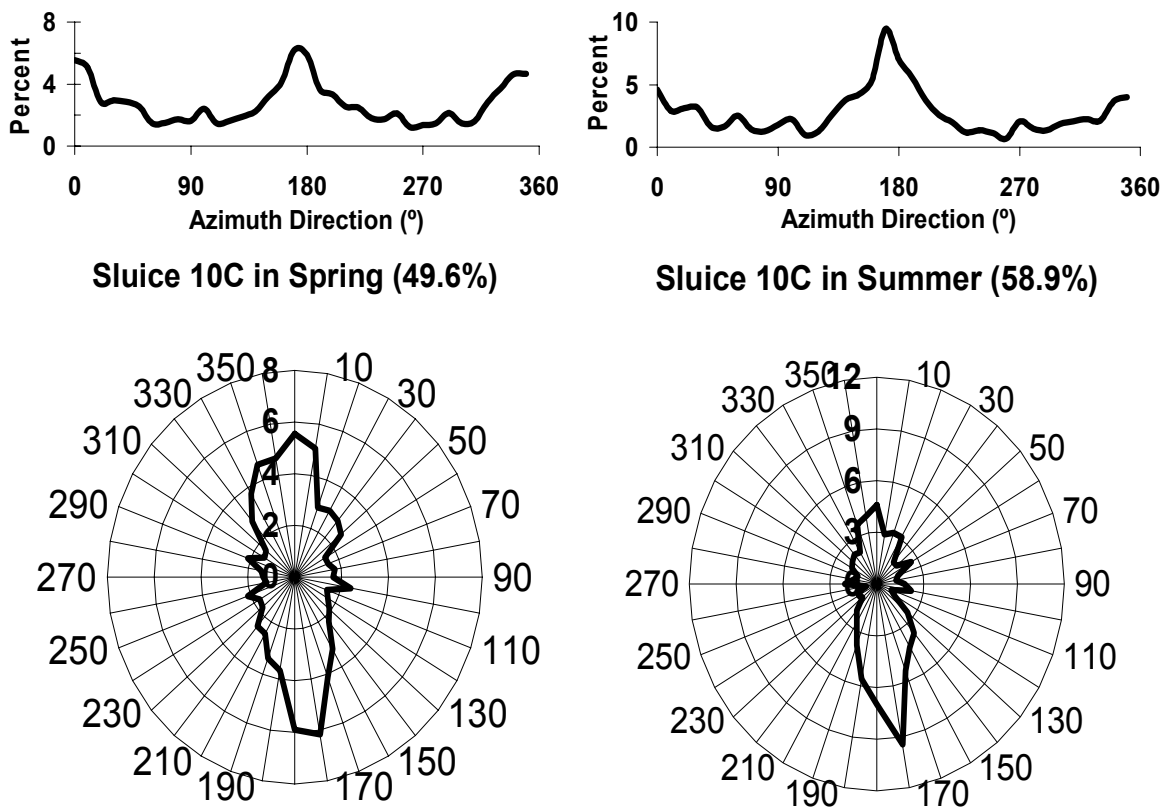 8
4
0
Percent
0 90 180 270 360
Azimuth Direction (º)
10
5
0
Percent
0 90 180 270 360
Azimuth Direction (º)
Sluice 10C in Spring (49.6%)
Sluice 10C in Summer (58.9%)
350 8 10
330 30
310 6 50
290 4 70
2
270 0 90
250 110
230 130
210 150
190 170
350 12 10
330 30
310 9 50
290 6 70
3
270 0 90
250 110
230 130
210 150
190 170